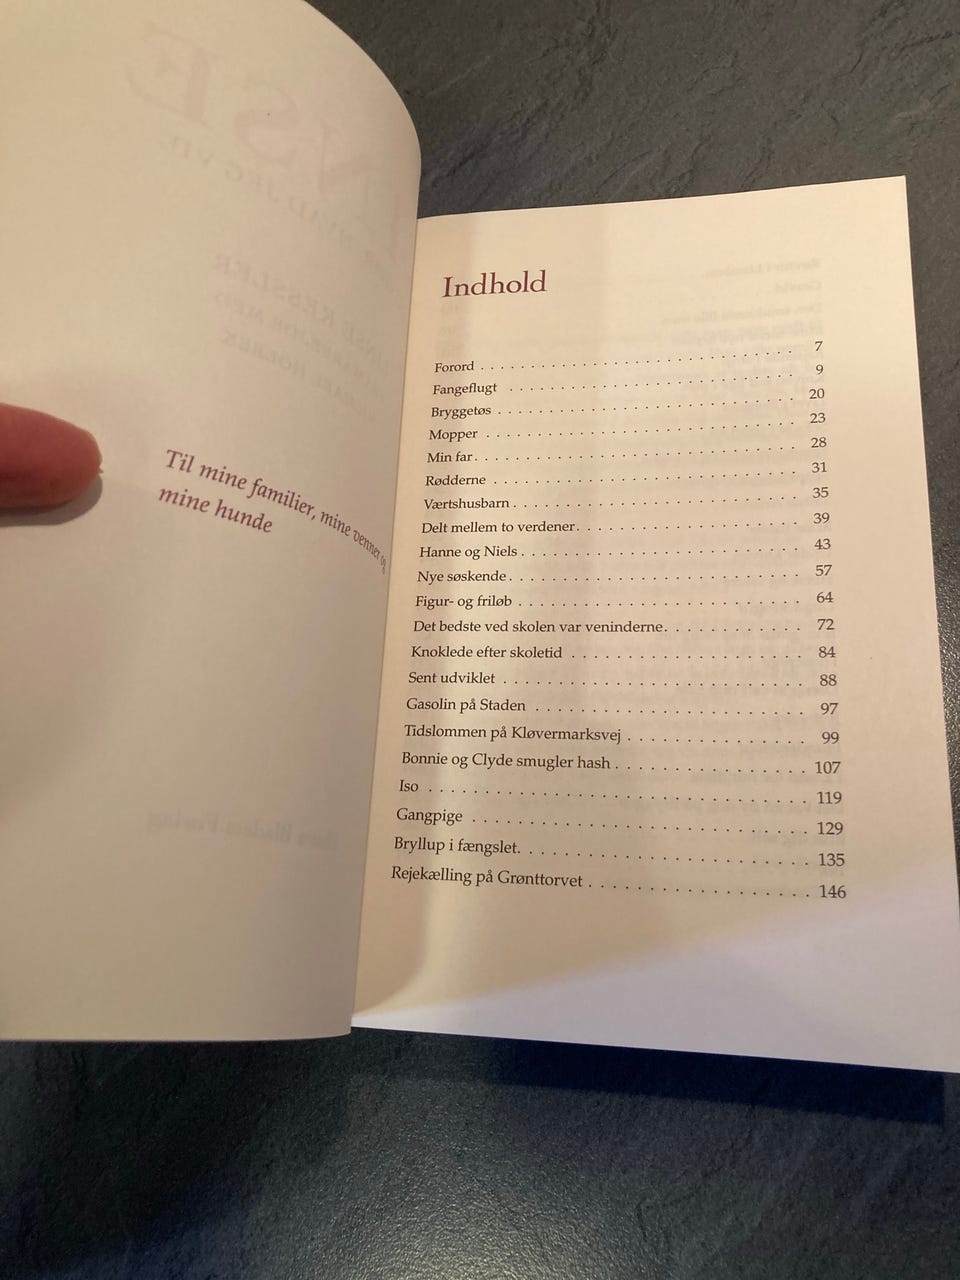 Til mine familier, mine venner og
mine hunde
Indhold
Forord . . . . . . . . . . . . . . . . . . . . . . . . . . . . 7
Fangeflugt . . . . . . . . . . . . . . . . . . . . . . . . . . 9
Bryggetøs . . . . . . . . . . . . . . . . . . . . . . . . . . 20
Mopper . . . . . . . . . . . . . . . . . . . . . . . . . . . 23
Min far. . . . . . . . . . . . . . . . . . . . . . . . . . . . 28
Rødderne . . . . . . . . . . . . . . . . . . . . . . . . . . 31
Værtshusbarn . . . . . . . . . . . . . . . . . . . . . . . . 35
Delt mellem to verdener. . . . . . . . . . . . . . . . . . . 39
Hanne og Niels . . . . . . . . . . . . . . . . . . . . . . . 43
Nye søskende . . . . . . . . . . . . . . . . . . . . . . . . 57
Figur- og friløb . . . . . . . . . . . . . . . . . . . . . . . 64
Det bedste ved skolen var veninderne. . . . . . . . . . . 72
Knoklede efter skoletid . . . . . . . . . . . . . . . . . . . 84
Sent udviklet . . . . . . . . . . . . . . . . . . . . . . . . 88
Gasolin på Staden . . . . . . . . . . . . . . . . . . . . . . 97
Tidslommen på Kløvermarksvej . . . . . . . . . . . . . . 99
Bonnie og Clyde smugler hash . . . . . . . . . . . . . . . 107
Iso . . . . . . . . . . . . . . . . . . . . . . . . . . . . . . 119
Gangpige . . . . . . . . . . . . . . . . . . . . . . . . . . 129
Bryllup i fængslet. . . . . . . . . . . . . . . . . . . . . . 135
Rejekælling på Grønttorvet . . . . . . . . . . . . . . . . 146